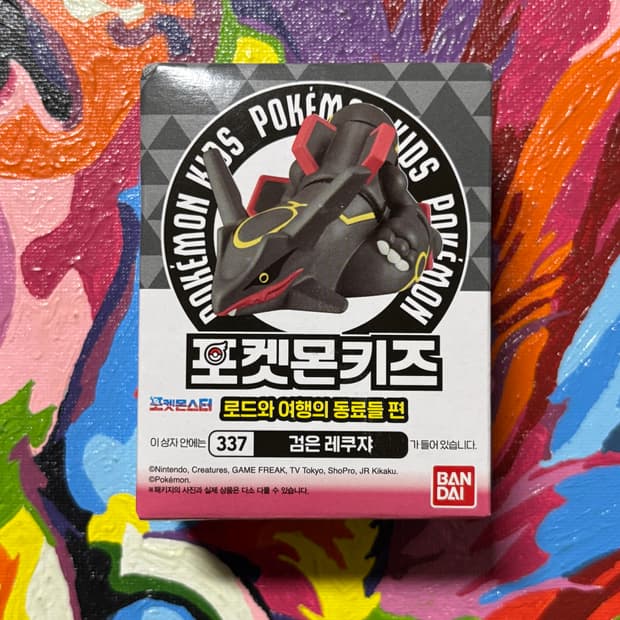 POKÉMON KIDS POKÉMON KIDS POKÉMON
포켓몬키즈
포켓몬스터 로드와 여행의 동료들 편
이 상자 안에는 337 검은 레쿠쟈 가 들어 있습니다.
©Nintendo, Creatures, GAME FREAK, TV Tokyo, ShoPro, JR Kikaku.
©Pokémon.
※패키지의 사진과 실제 상품은 다소 다를 수 있습니다.
BAN
DAI